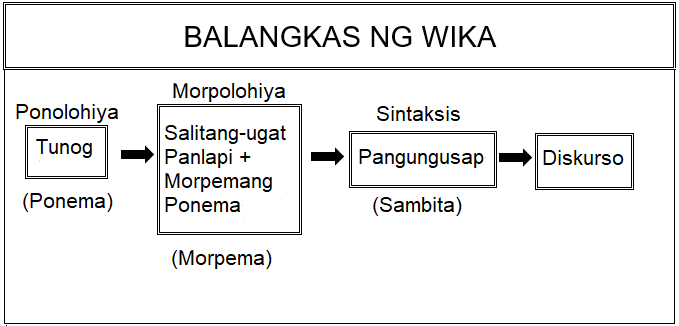 BALANGKAS NG WIKA
Ponolohiya
Tunog
(Ponema)
Morpolohiya
Salitang-ugat
Panlapi +
Morpemang
Ponema
(Morpema)
Sintaksis
Pangungusap
(Sambita)
Diskurso